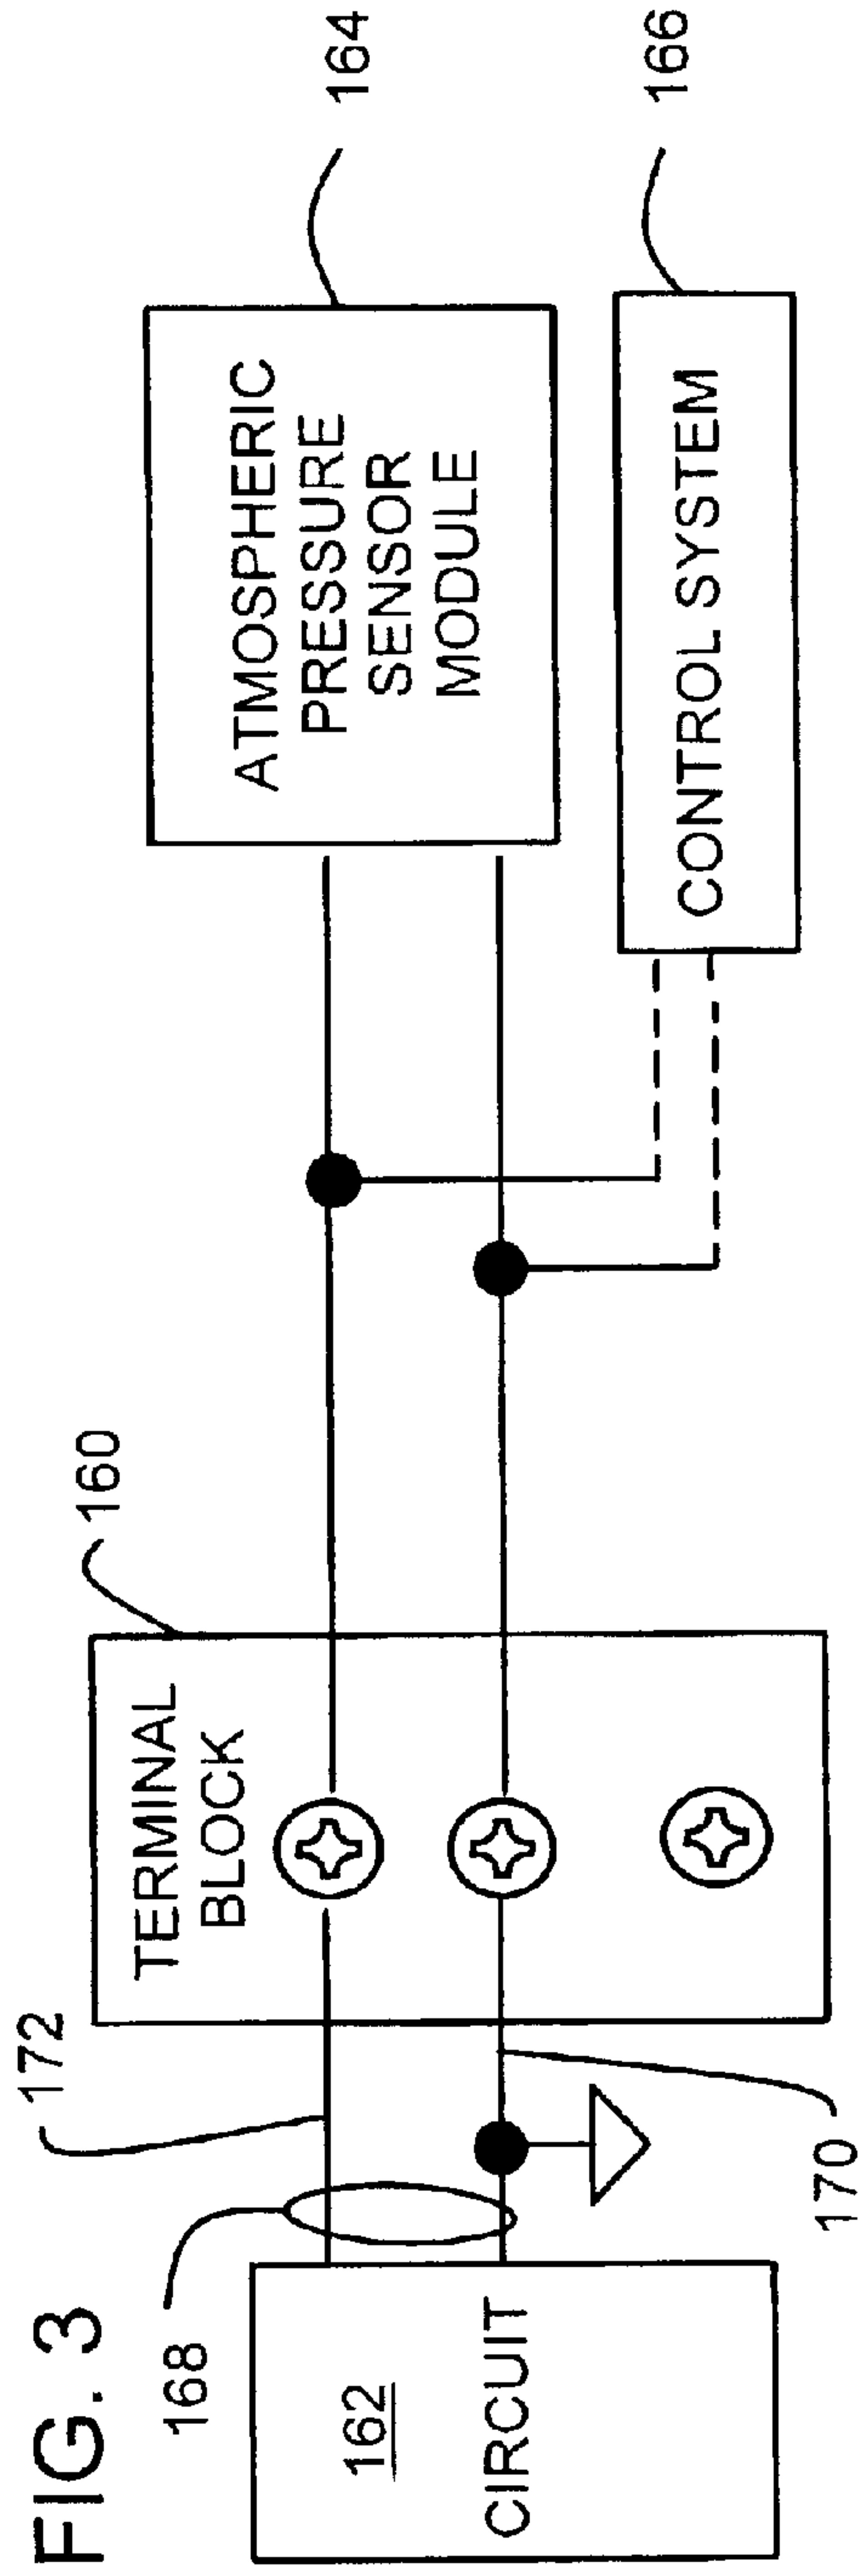 FIG. 3
162
CIRCUIT
168
172
170
TERMINAL
BLOCK
160
ATMOSPHERIC
PRESSURE
SENSOR
MODULE
164
CONTROL SYSTEM
166